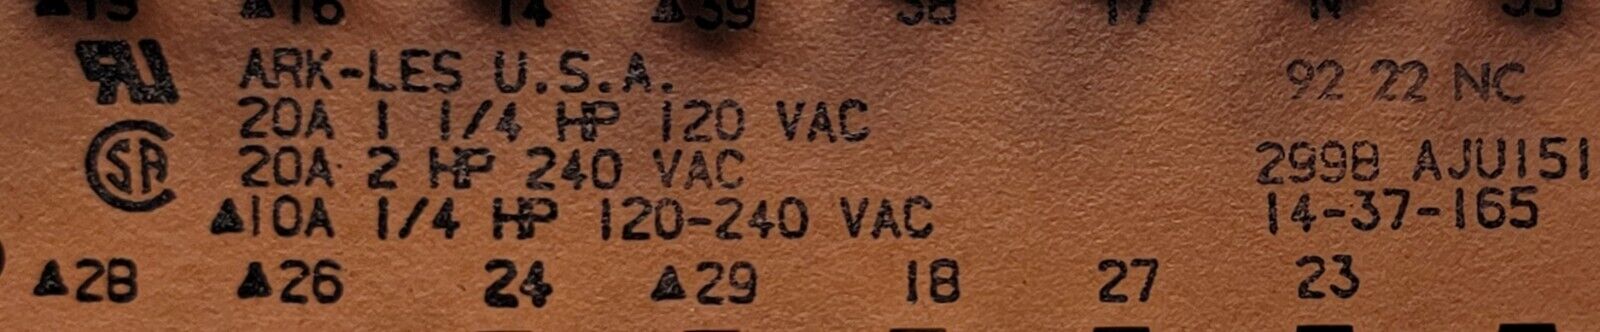 ▲16 14 ▲39 38 17
ARK-LES U.S.A.
20A 1 1/4 HP 120 VAC
20A 2 HP 240 VAC
▲10A 1/4 HP 120-240 VAC
92 22 NC
2998 AJU151
14-37-165
▲28 ▲26 24 ▲29 18 27 23